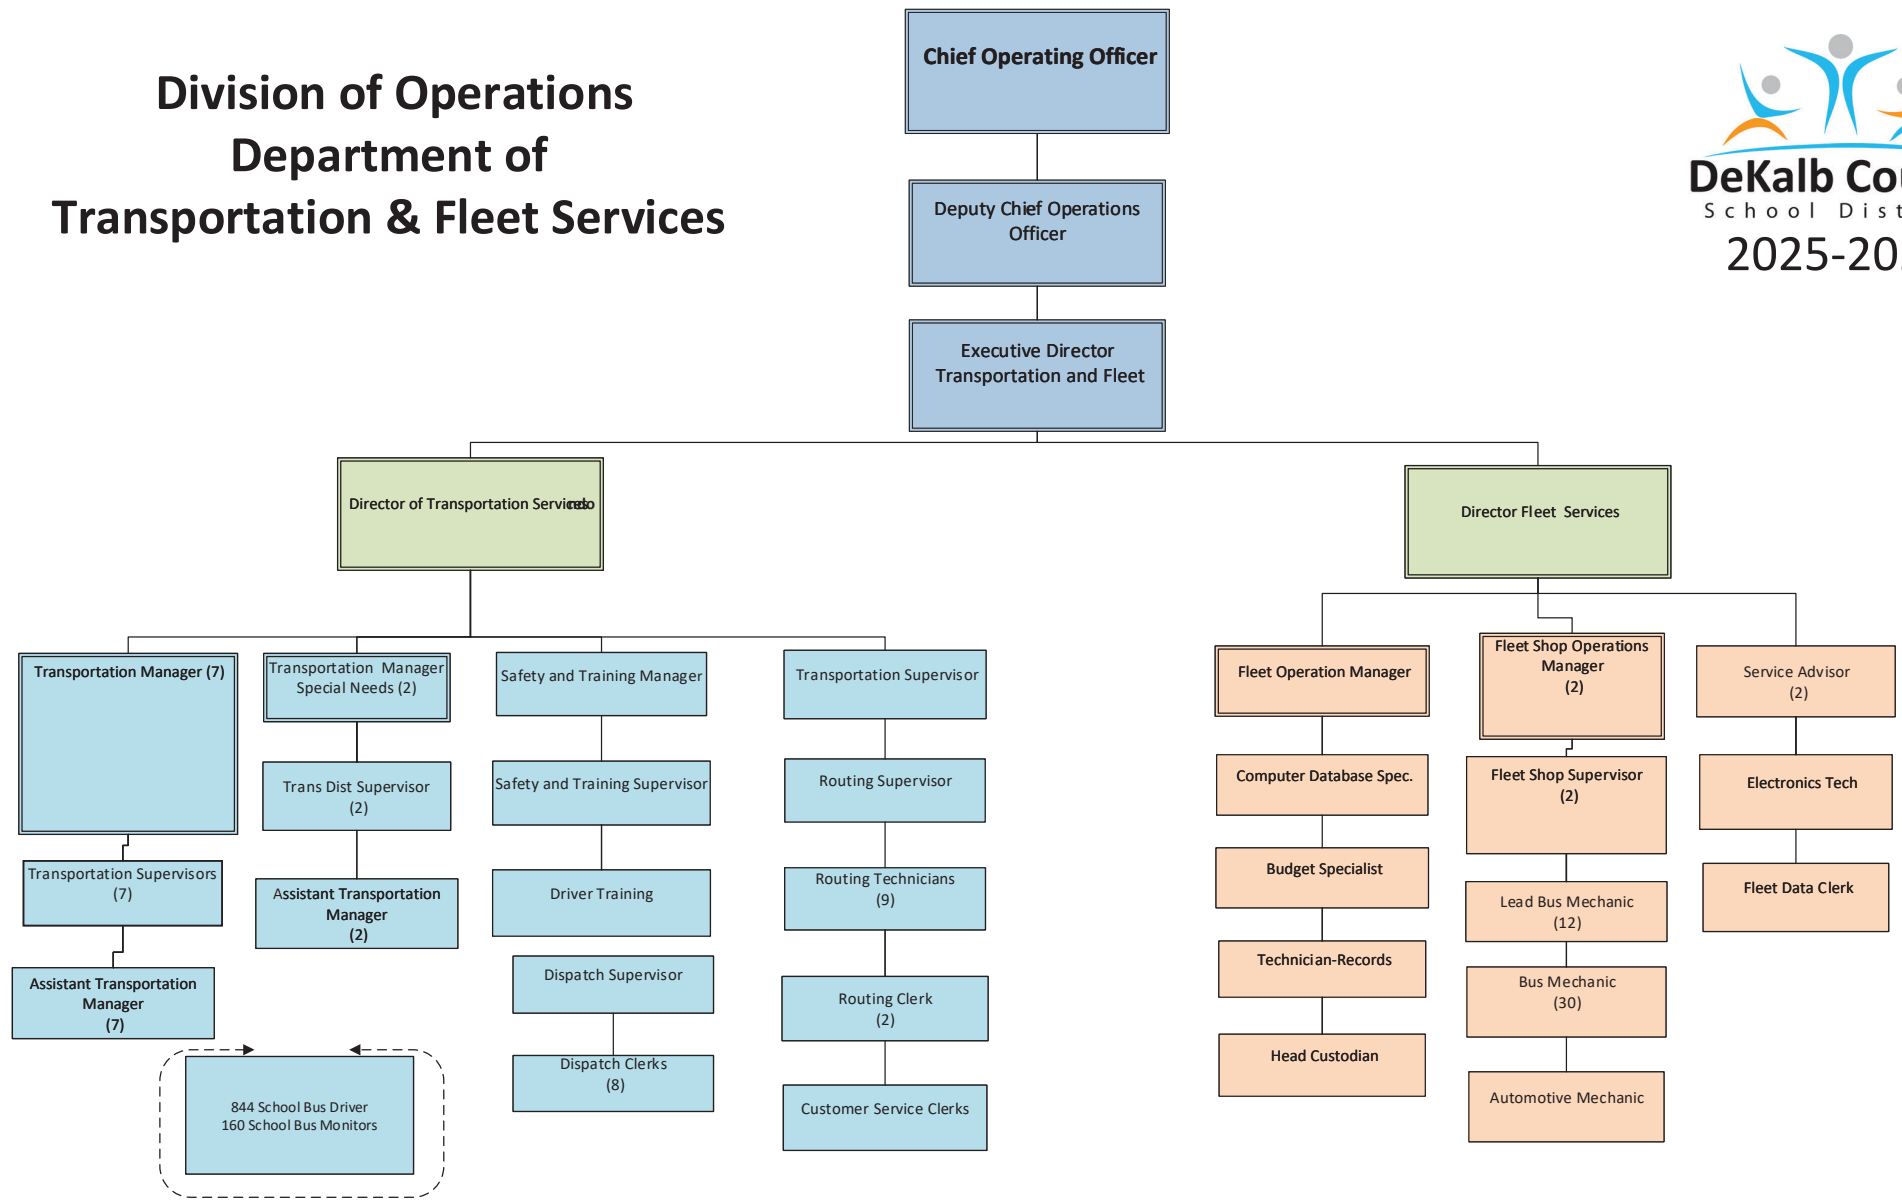 Division of Operations
Department of
Transportation & Fleet Services
Chief Operating Officer
DeKalb Cou
School Dist
2025-20
Deputy Chief Operations
Officer
Executive Director
Transportation and Fleet
Director of Transportation Services
Director Fleet Services
Transportation Manager (7)
Transportation Manager
Special Needs (2)
Safety and Training Manager
Transportation Supervisor
Fleet Operation Manager
Fleet Shop Operations
Manager
(2)
Service Advisor
(2)
Trans Dist Supervisor
(2)
Safety and Training Supervisor
Routing Supervisor
Computer Database Spec.
Fleet Shop Supervisor
(2)
Electronics Tech
Transportation Supervisors
(7)
Assistant Transportation
Manager
(2)
Driver Training
Routing Technicians
(9)
Budget Specialist
Lead Bus Mechanic
(12)
Fleet Data Clerk
Assistant Transportation
Manager
(7)
Dispatch Supervisor
Routing Clerk
(2)
Technician-Records
Bus Mechanic
(30)
Dispatch Clerks
(8)
Head Custodian
844 School Bus Driver
160 School Bus Monitors
Customer Service Clerks
Automotive Mechanic